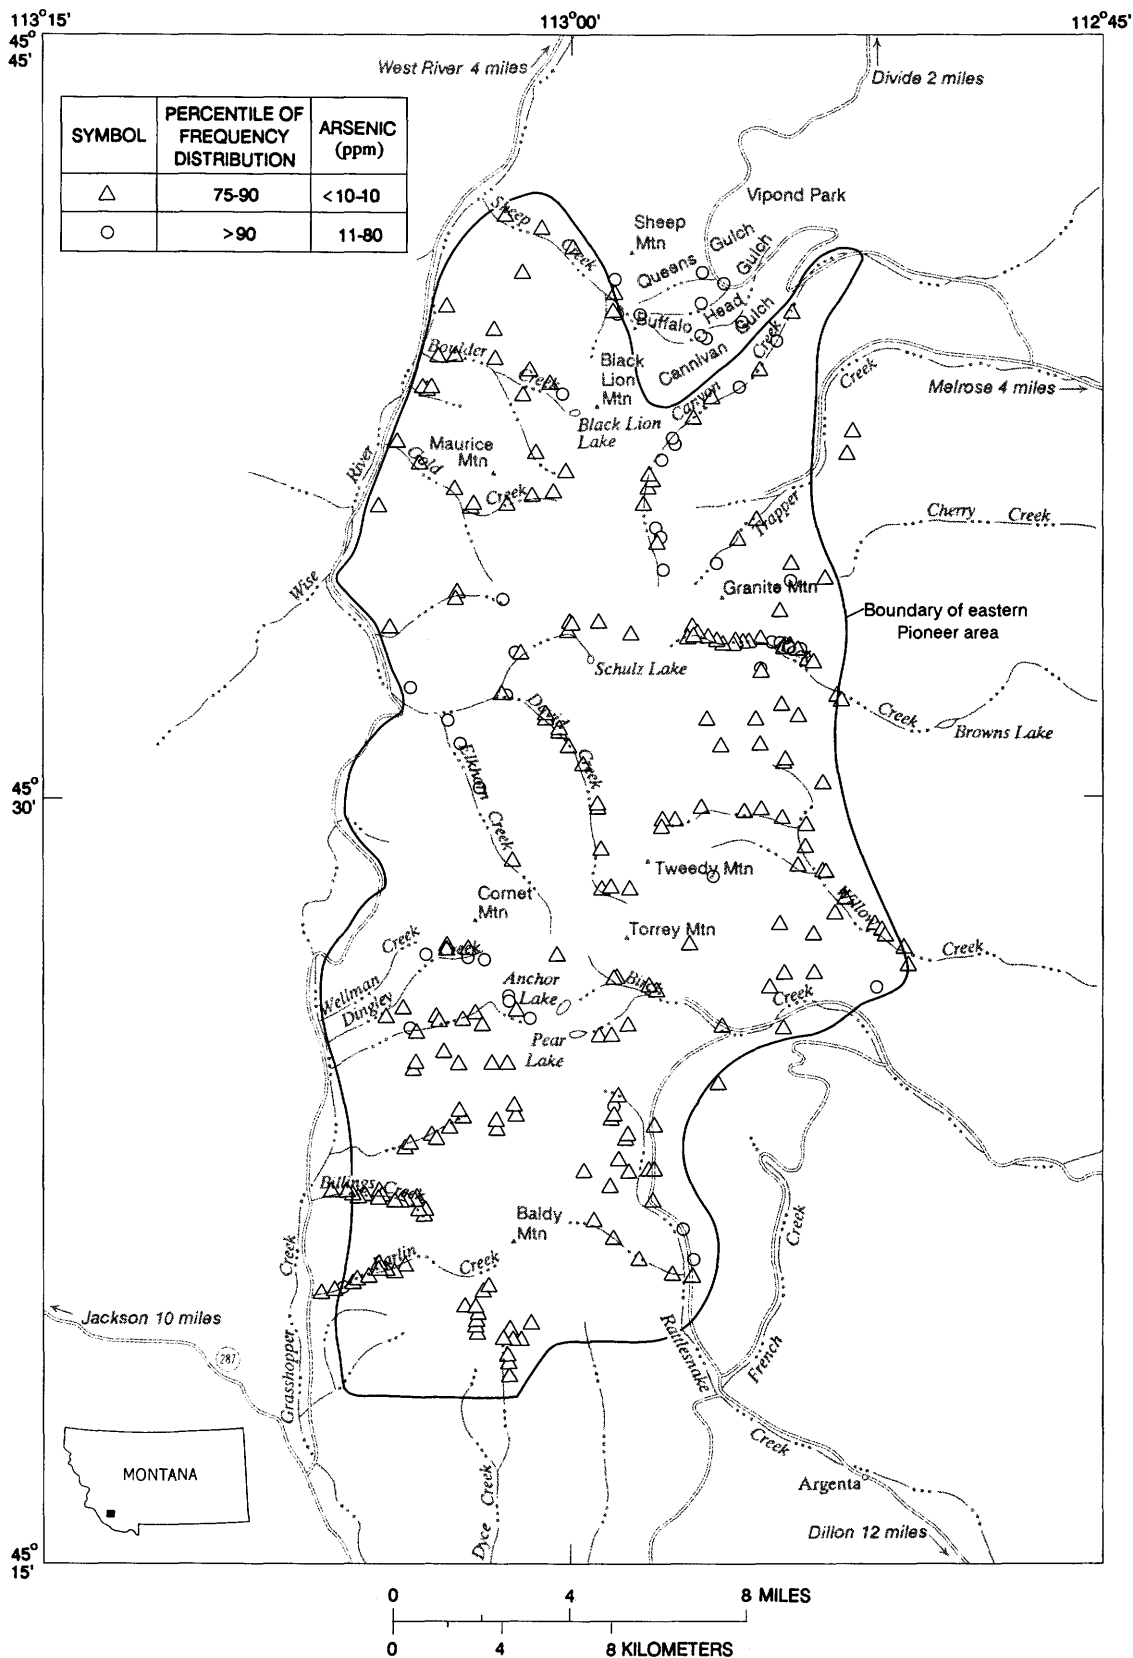 113°15'
113°00'
112°45'
45°
45'
West River 4 miles
Divide 2 miles
SYMBOL
PERCENTILE OF
FREQUENCY
DISTRIBUTION
ARSENIC
(ppm)
75-90
<10-10
>90
11-80
Vipond Park
Sheep
Creek
Sheep
Mtn
Queens Gulch
Gulch
Buffalo Head
Gulch
Cannivan
Creek
Canyon
Boulder
Creek
Black
Lion
Mtn
Black Lion
Lake
Creek
Melrose 4 miles
River
Gold
Maurice
Mtn
Creek
Trapper
Cherry Creek
Wise
Granite Mtn
Boundary of eastern
Pioneer area
Schulz Lake
David
Creek
Creek
Browns Lake
Elkhorn
Creek
45°
30'
Tweedy Mtn
Willow
Comet
Mtn
Torrey Mtn
Creek
Creek
Creek
Wellman
Dingley
Anchor
Lake
Birch
Creek
Pear
Lake
Billings Creek
Baldy
Mtn
Creek
Creek
Farlin
Creek
Jackson 10 miles
287
Grasshopper
Rattlesnake
French
Creek
MONTANA
Dyce Creek
Argenta
Dillon 12 miles
45°
15'
0 4 8 MILES
0 4 8 KILOMETERS